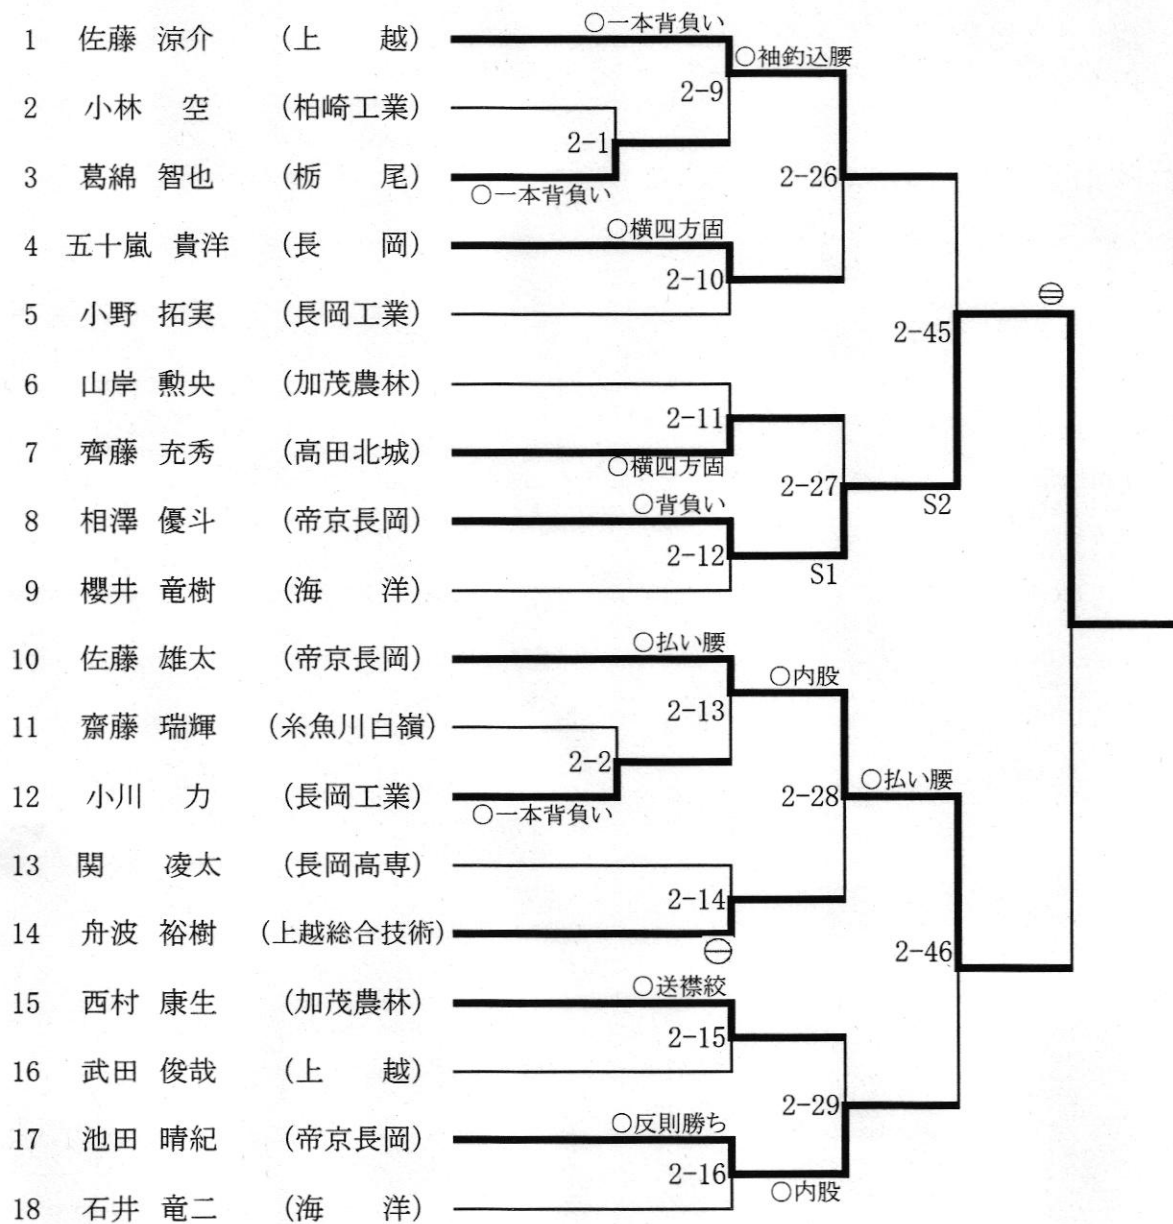 ○一本背負い
1 佐藤 涼介 (上 越)
○袖釣込腰
2-9
2 小林 空 (柏崎工業)
2-1
3 葛綿 智也 (栃 尾)
2-26
○一本背負い
○横四方固
4 五十嵐 貴洋 (長 岡)
2-10
5 小野 拓実 (長岡工業)
2-45
6 山岸 勲央 (加茂農林)
2-11
7 齊藤 充秀 (高田北城)
○横四方固
2-27
○背負い
S2
8 相澤 優斗 (帝京長岡)
2-12
S1
9 櫻井 竜樹 (海 洋)
○払い腰
10 佐藤 雄太 (帝京長岡)
○内股
2-13
11 齋藤 瑞輝 (糸魚川白嶺)
2-2
○払い腰
12 小川 力 (長岡工業)
2-28
○一本背負い
13 関 凌太 (長岡高専)
2-14
14 舟波 裕樹 (上越総合技術)
2-46
○送襟絞
15 西村 康生 (加茂農林)
2-15
16 武田 俊哉 (上 越)
2-29
○反則勝ち
17 池田 晴紀 (帝京長岡)
2-16
○内股
18 石井 竜二 (海 洋)